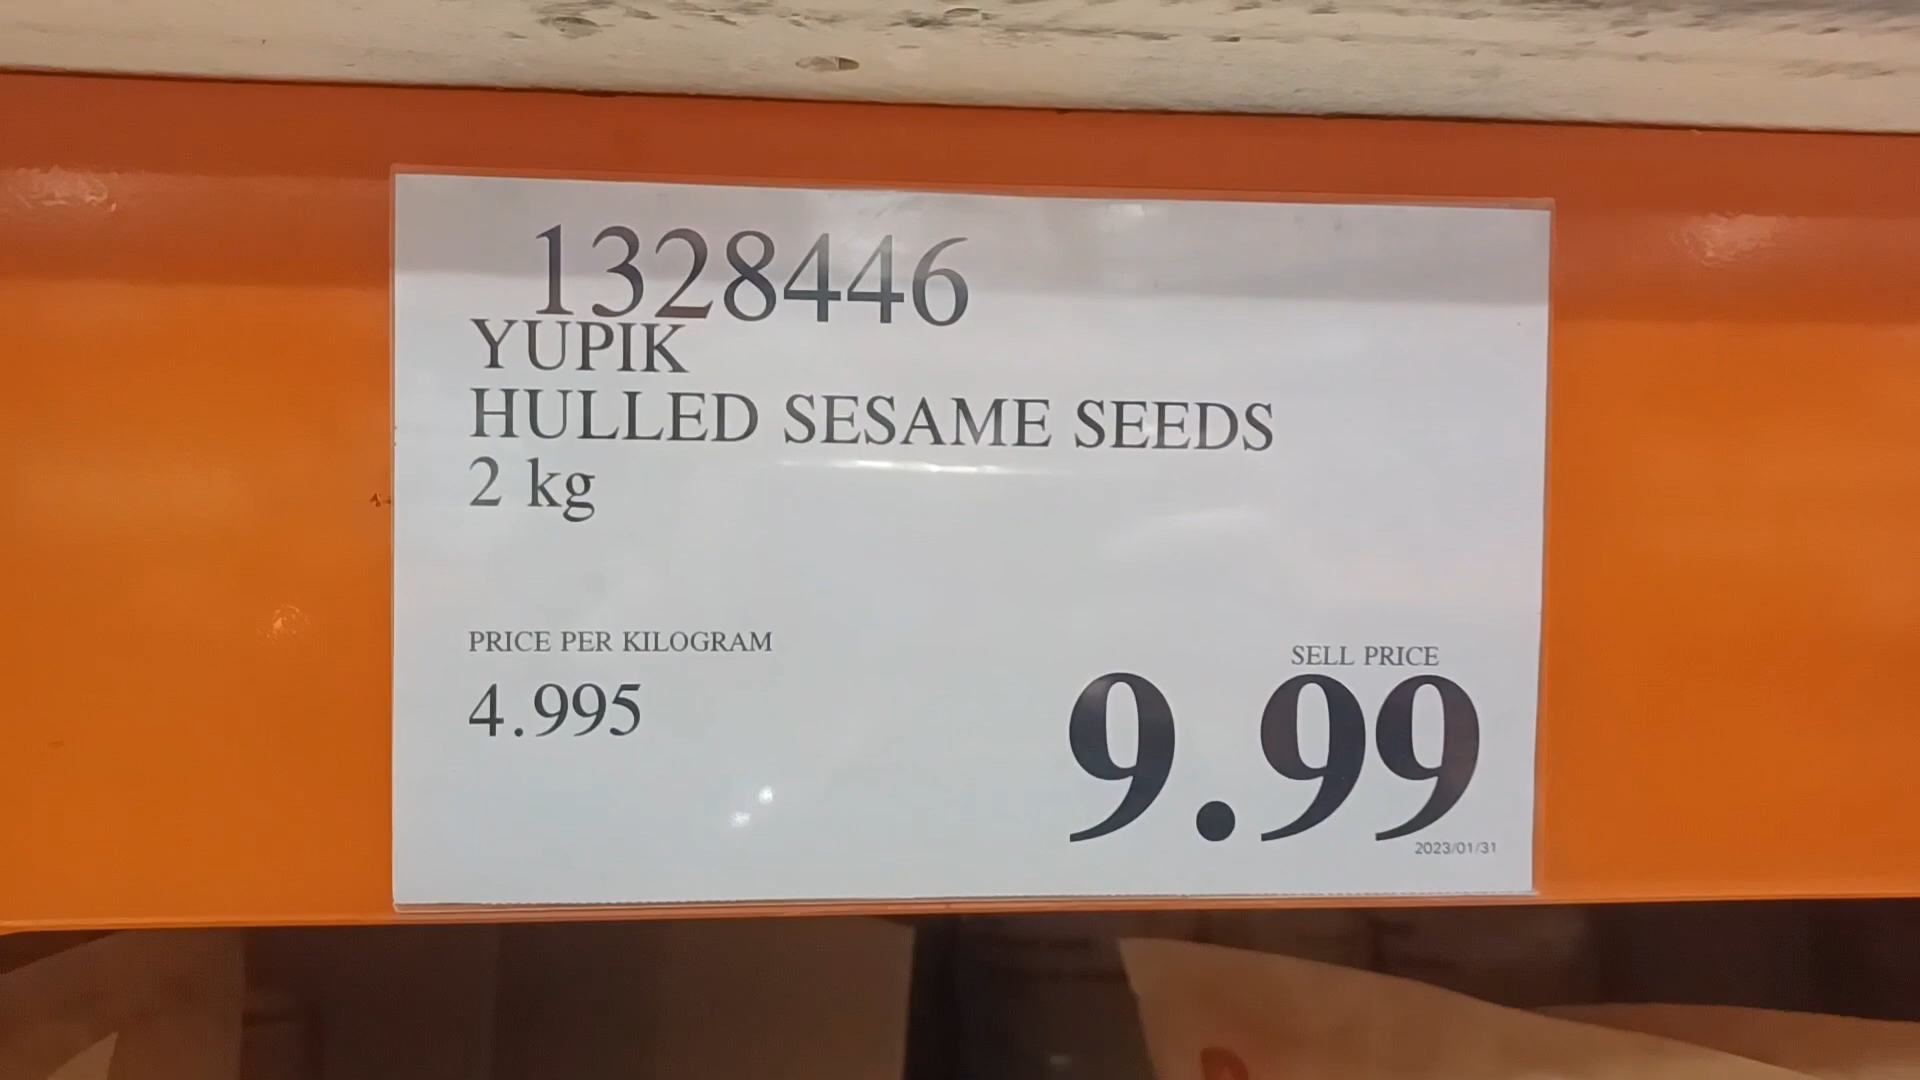 1328446
YUPIK
HULLED SESAME SEEDS
2 kg
PRICE PER KILOGRAM
4.995
SELL PRICE
9.99
2023/01/31